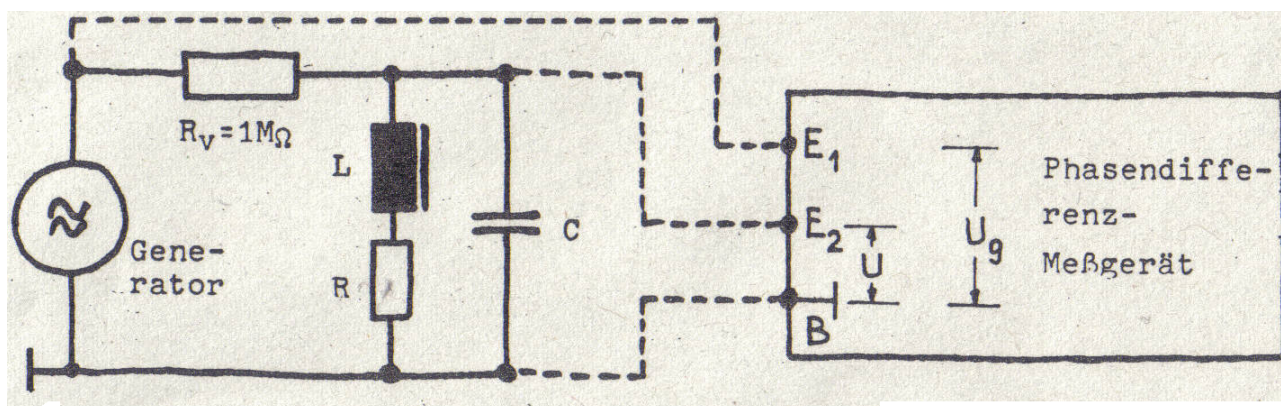 R_V=1MΩ
L
R
C
Gene-
rator
E_1
E_2
B
U
U_g
Phasendiffe-
renz-
Meßgerät